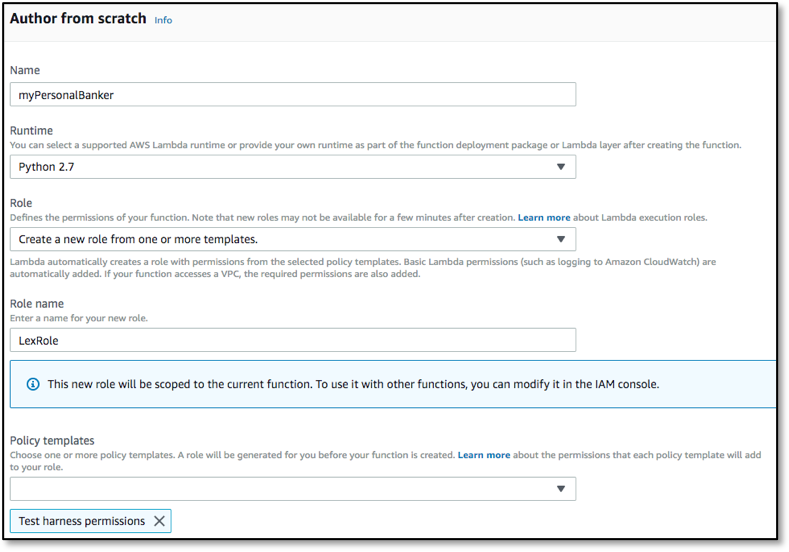 Author from scratch Info
Name
myPersonalBanker
Runtime
You can select a supported AWS Lambda runtime or provide your own runtime as part of the function deployment package or Lambda layer after creating the function.
Python 2.7
Role
Defines the permissions of your function. Note that new roles may not be available for a few minutes after creation. Learn more about Lambda execution roles.
Create a new role from one or more templates.
Lambda automatically creates a role with permissions from the selected policy templates. Basic Lambda permissions (such as logging to Amazon CloudWatch) are
automatically added. If your function accesses a VPC, the required permissions are also added.
Role name
Enter a name for your new role.
LexRole
This new role will be scoped to the current function. To use it with other functions, you can modify it in the IAM console.
Policy templates
Choose one or more policy templates. A role will be generated for you before your function is created. Learn more about the permissions that each policy template will add
to your role.
Test harness permissions